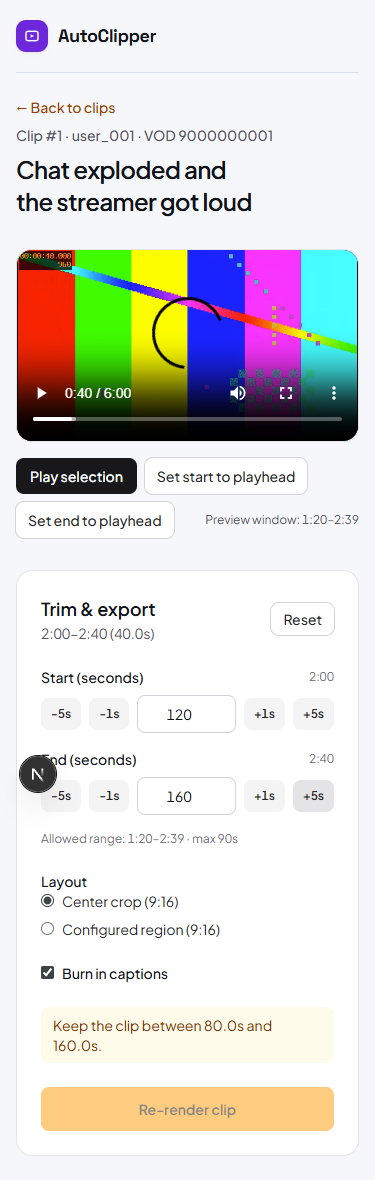 AutoClipper
← Back to clips
Clip #1 · user_001 · VOD 9000000001
Chat exploded and
the streamer got loud
00:00:40.000
960
0:40 / 6:00
Play selection
Set start to playhead
Set end to playhead
Preview window: 1:20–2:39
Trim & export
2:00–2:40 (40.0s)
Reset
Start (seconds)
2:00
-5s
-1s
120
+1s
+5s
End (seconds)
2:40
N
-5s
-1s
160
+1s
+5s
Allowed range: 1:20–2:39 · max 90s
Layout
Center crop (9:16)
Configured region (9:16)
Burn in captions
Keep the clip between 80.0s and
160.0s.
Re-render clip